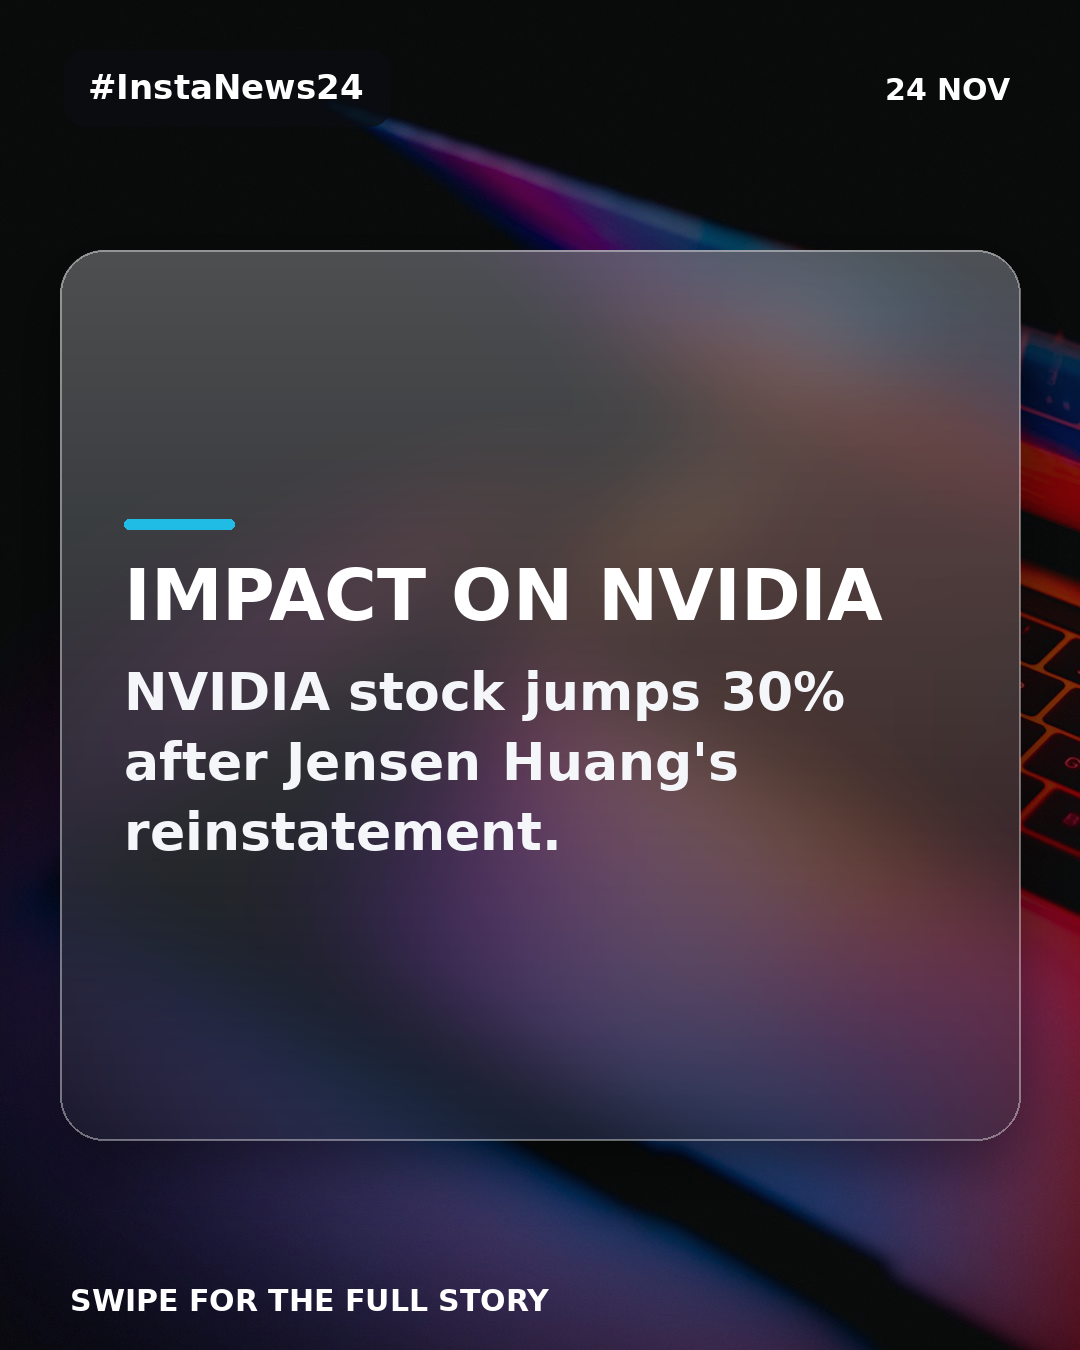 #InstaNews24
24 NOV
IMPACT ON NVIDIA
NVIDIA stock jumps 30%
after Jensen Huang's
reinstatement.
SWIPE FOR THE FULL STORY